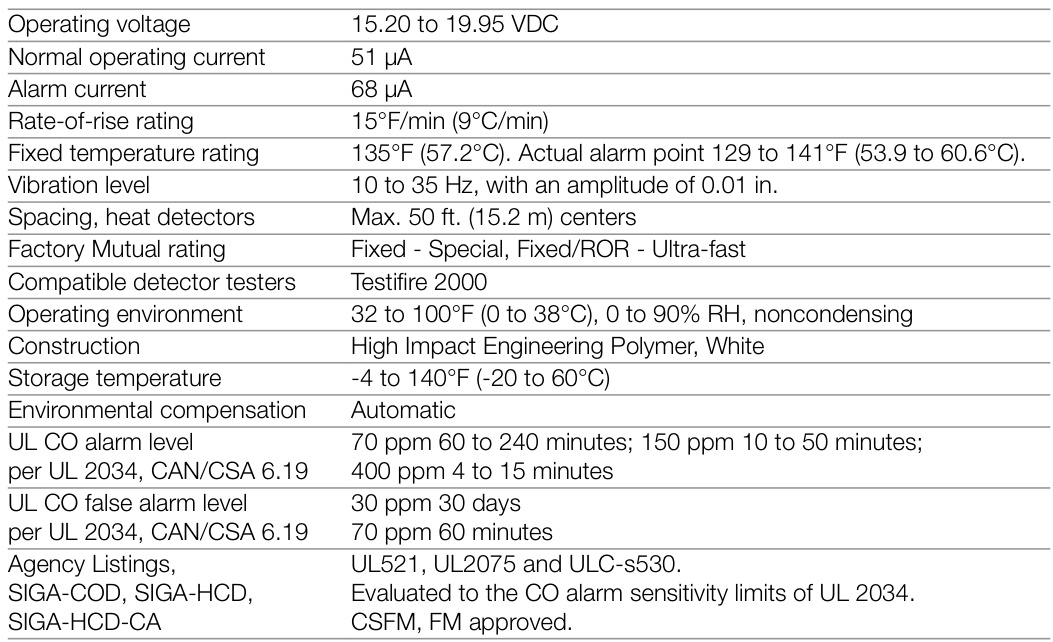 Operating voltage 15.20 to 19.95 VDC
Normal operating current 51 µA
Alarm current 68 µA
Rate-of-rise rating 15°F/min (9°C/min)
Fixed temperature rating 135°F (57.2°C). Actual alarm point 129 to 141°F (53.9 to 60.6°C).
Vibration level 10 to 35 Hz, with an amplitude of 0.01 in.
Spacing, heat detectors Max. 50 ft. (15.2 m) centers
Factory Mutual rating Fixed - Special, Fixed/ROR - Ultra-fast
Compatible detector testers Testifire 2000
Operating environment 32 to 100°F (0 to 38°C), 0 to 90% RH, noncondensing
Construction High Impact Engineering Polymer, White
Storage temperature -4 to 140°F (-20 to 60°C)
Environmental compensation Automatic
UL CO alarm level 70 ppm 60 to 240 minutes; 150 ppm 10 to 50 minutes;
per UL 2034, CAN/CSA 6.19 400 ppm 4 to 15 minutes
UL CO false alarm level 30 ppm 30 days
per UL 2034, CAN/CSA 6.19 70 ppm 60 minutes
Agency Listings, UL521, UL2075 and ULC-s530.
SIGA-COD, SIGA-HCD, Evaluated to the CO alarm sensitivity limits of UL 2034.
SIGA-HCD-CA CSFM, FM approved.